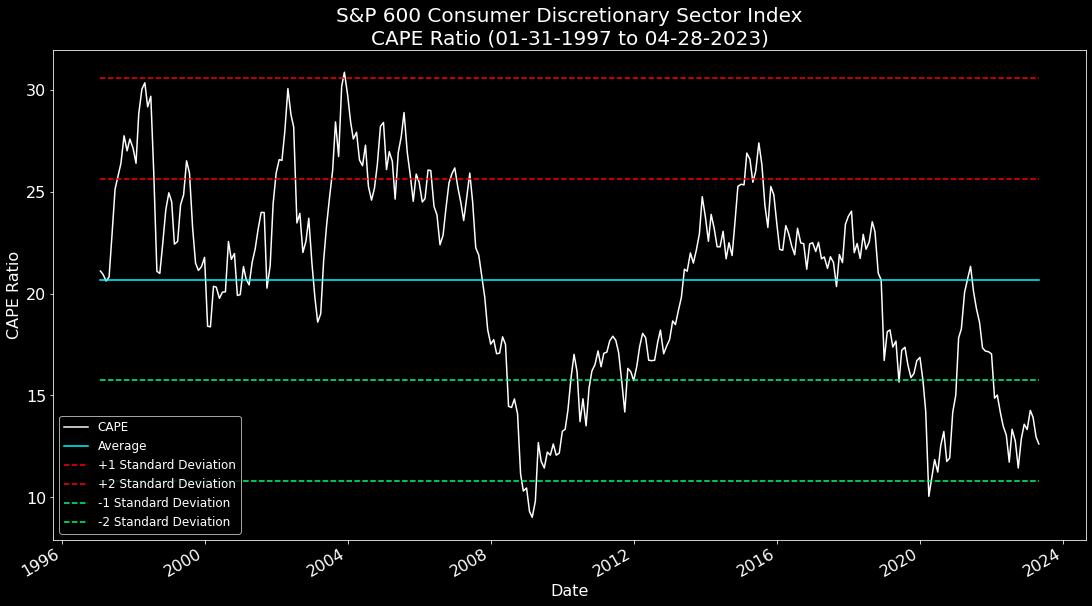 S&P 600 Consumer Discretionary Sector Index
CAPE Ratio (01-31-1997 to 04-28-2023)
CAPE Ratio
30
25
20
15
10
CAPE
Average
+1 Standard Deviation
+2 Standard Deviation
-1 Standard Deviation
-2 Standard Deviation
1996
2000
2004
2008
2012
2016
2020
2024
Date